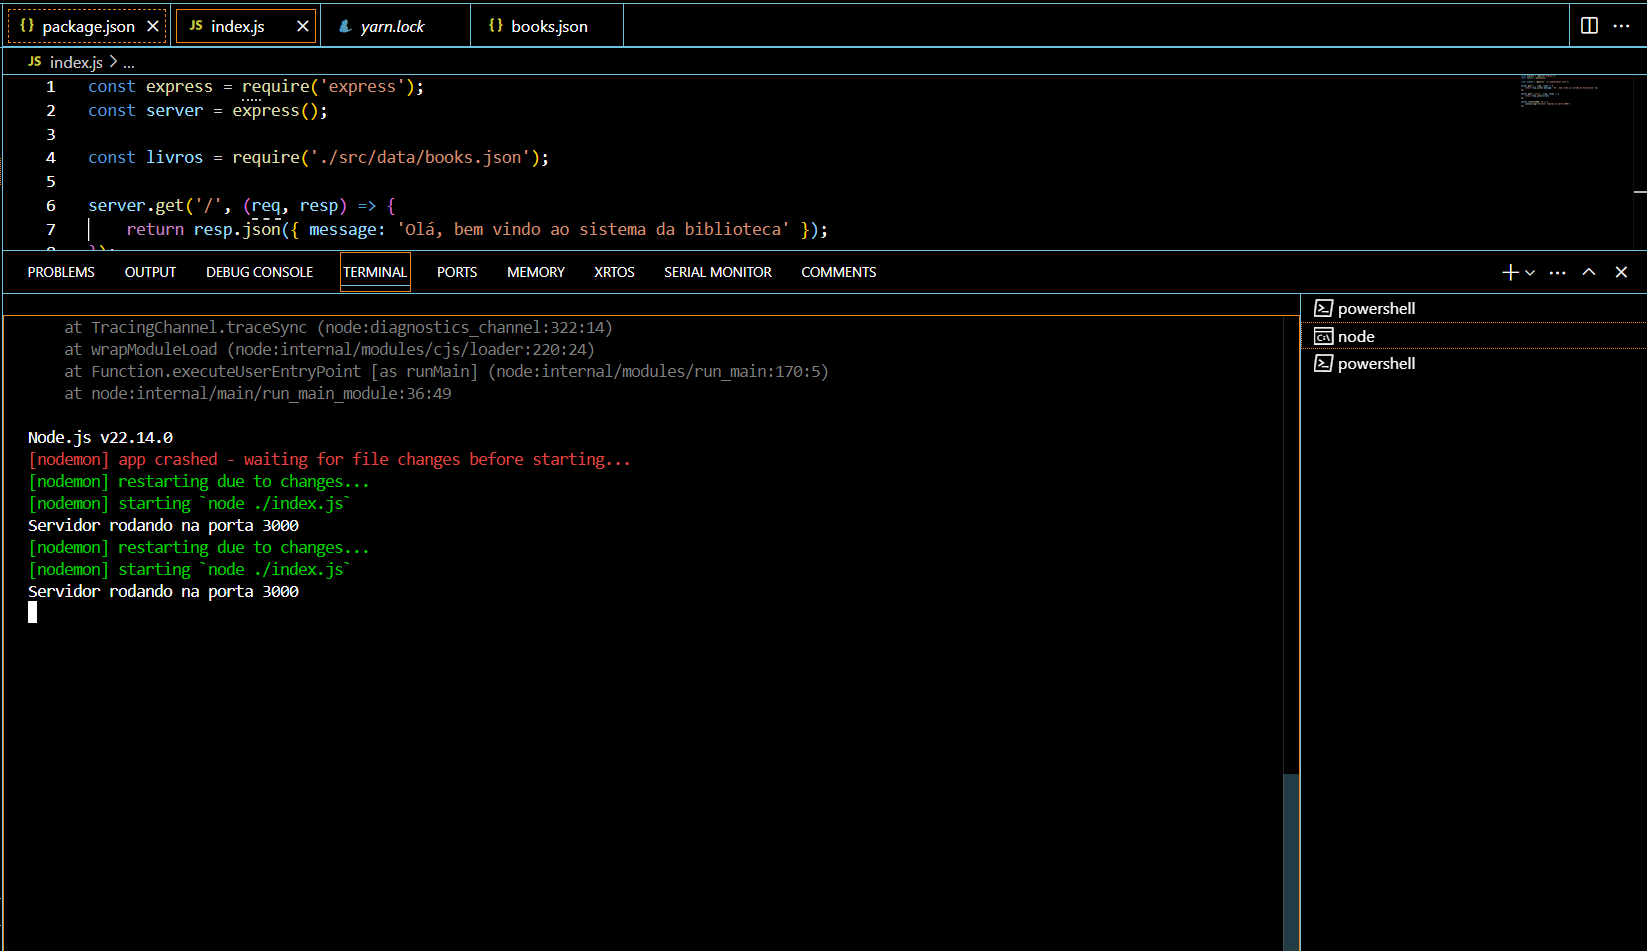 package.json
index.js
yarn.lock
books.json
index.js > ...
1 const express = require('express');
2 const server = express();
3
4 const livros = require('./src/data/books.json');
5
6 server.get('/', (req, resp) => {
7 return resp.json({ message: 'Olá, bem vindo ao sistema da biblioteca' });
PROBLEMS OUTPUT DEBUG CONSOLE TERMINAL PORTS MEMORY XRTOS SERIAL MONITOR COMMENTS
at TracingChannel.traceSync (node:diagnostics_channel:322:14)
at wrapModuleLoad (node:internal/modules/cjs/loader:220:24)
at Function.executeUserEntryPoint [as runMain] (node:internal/modules/run_main:170:5)
at node:internal/main/run_main_module:36:49
Node.js v22.14.0
[nodemon] app crashed - waiting for file changes before starting...
[nodemon] restarting due to changes...
[nodemon] starting `node ./index.js`
Servidor rodando na porta 3000
[nodemon] restarting due to changes...
[nodemon] starting `node ./index.js`
Servidor rodando na porta 3000
powershell
node
powershell